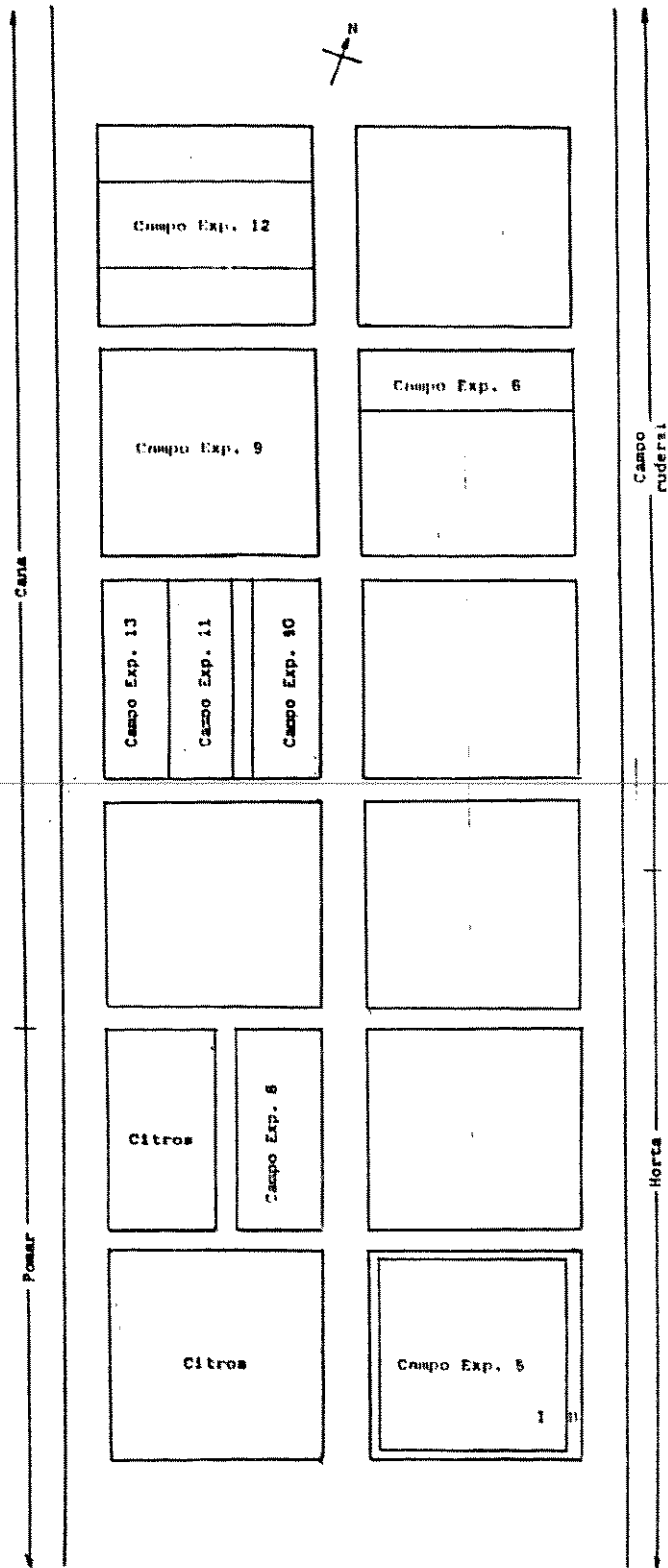 N
Campo Exp. 12
Campo Exp. 6
Campo Exp. 9
Cana
Campo
ruderal
Campo Exp. 13
Campo Exp. 11
Campo Exp. 10
Citros
Campo Exp. 8
Pomar
Horta
Citros
Campo Exp. 5
I